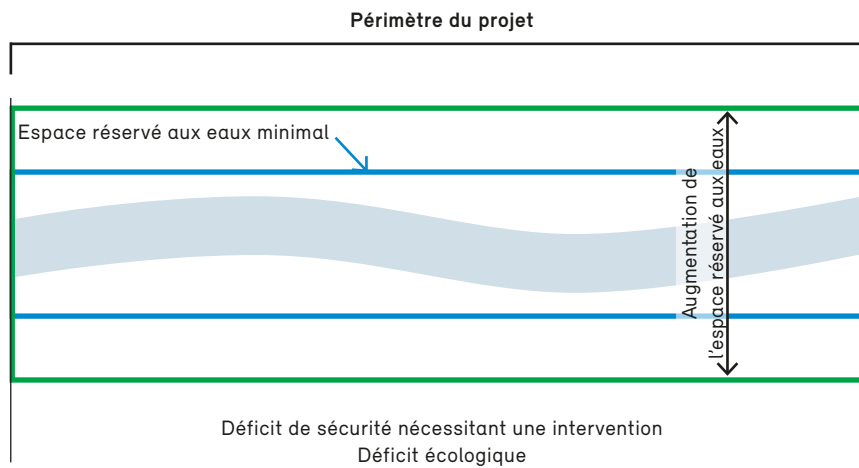 Périmètre du projet
Espace réservé aux eaux minimal
Augmentation de
l'espace réservé aux eaux
Déficit de sécurité nécessitant une intervention
Déficit écologique